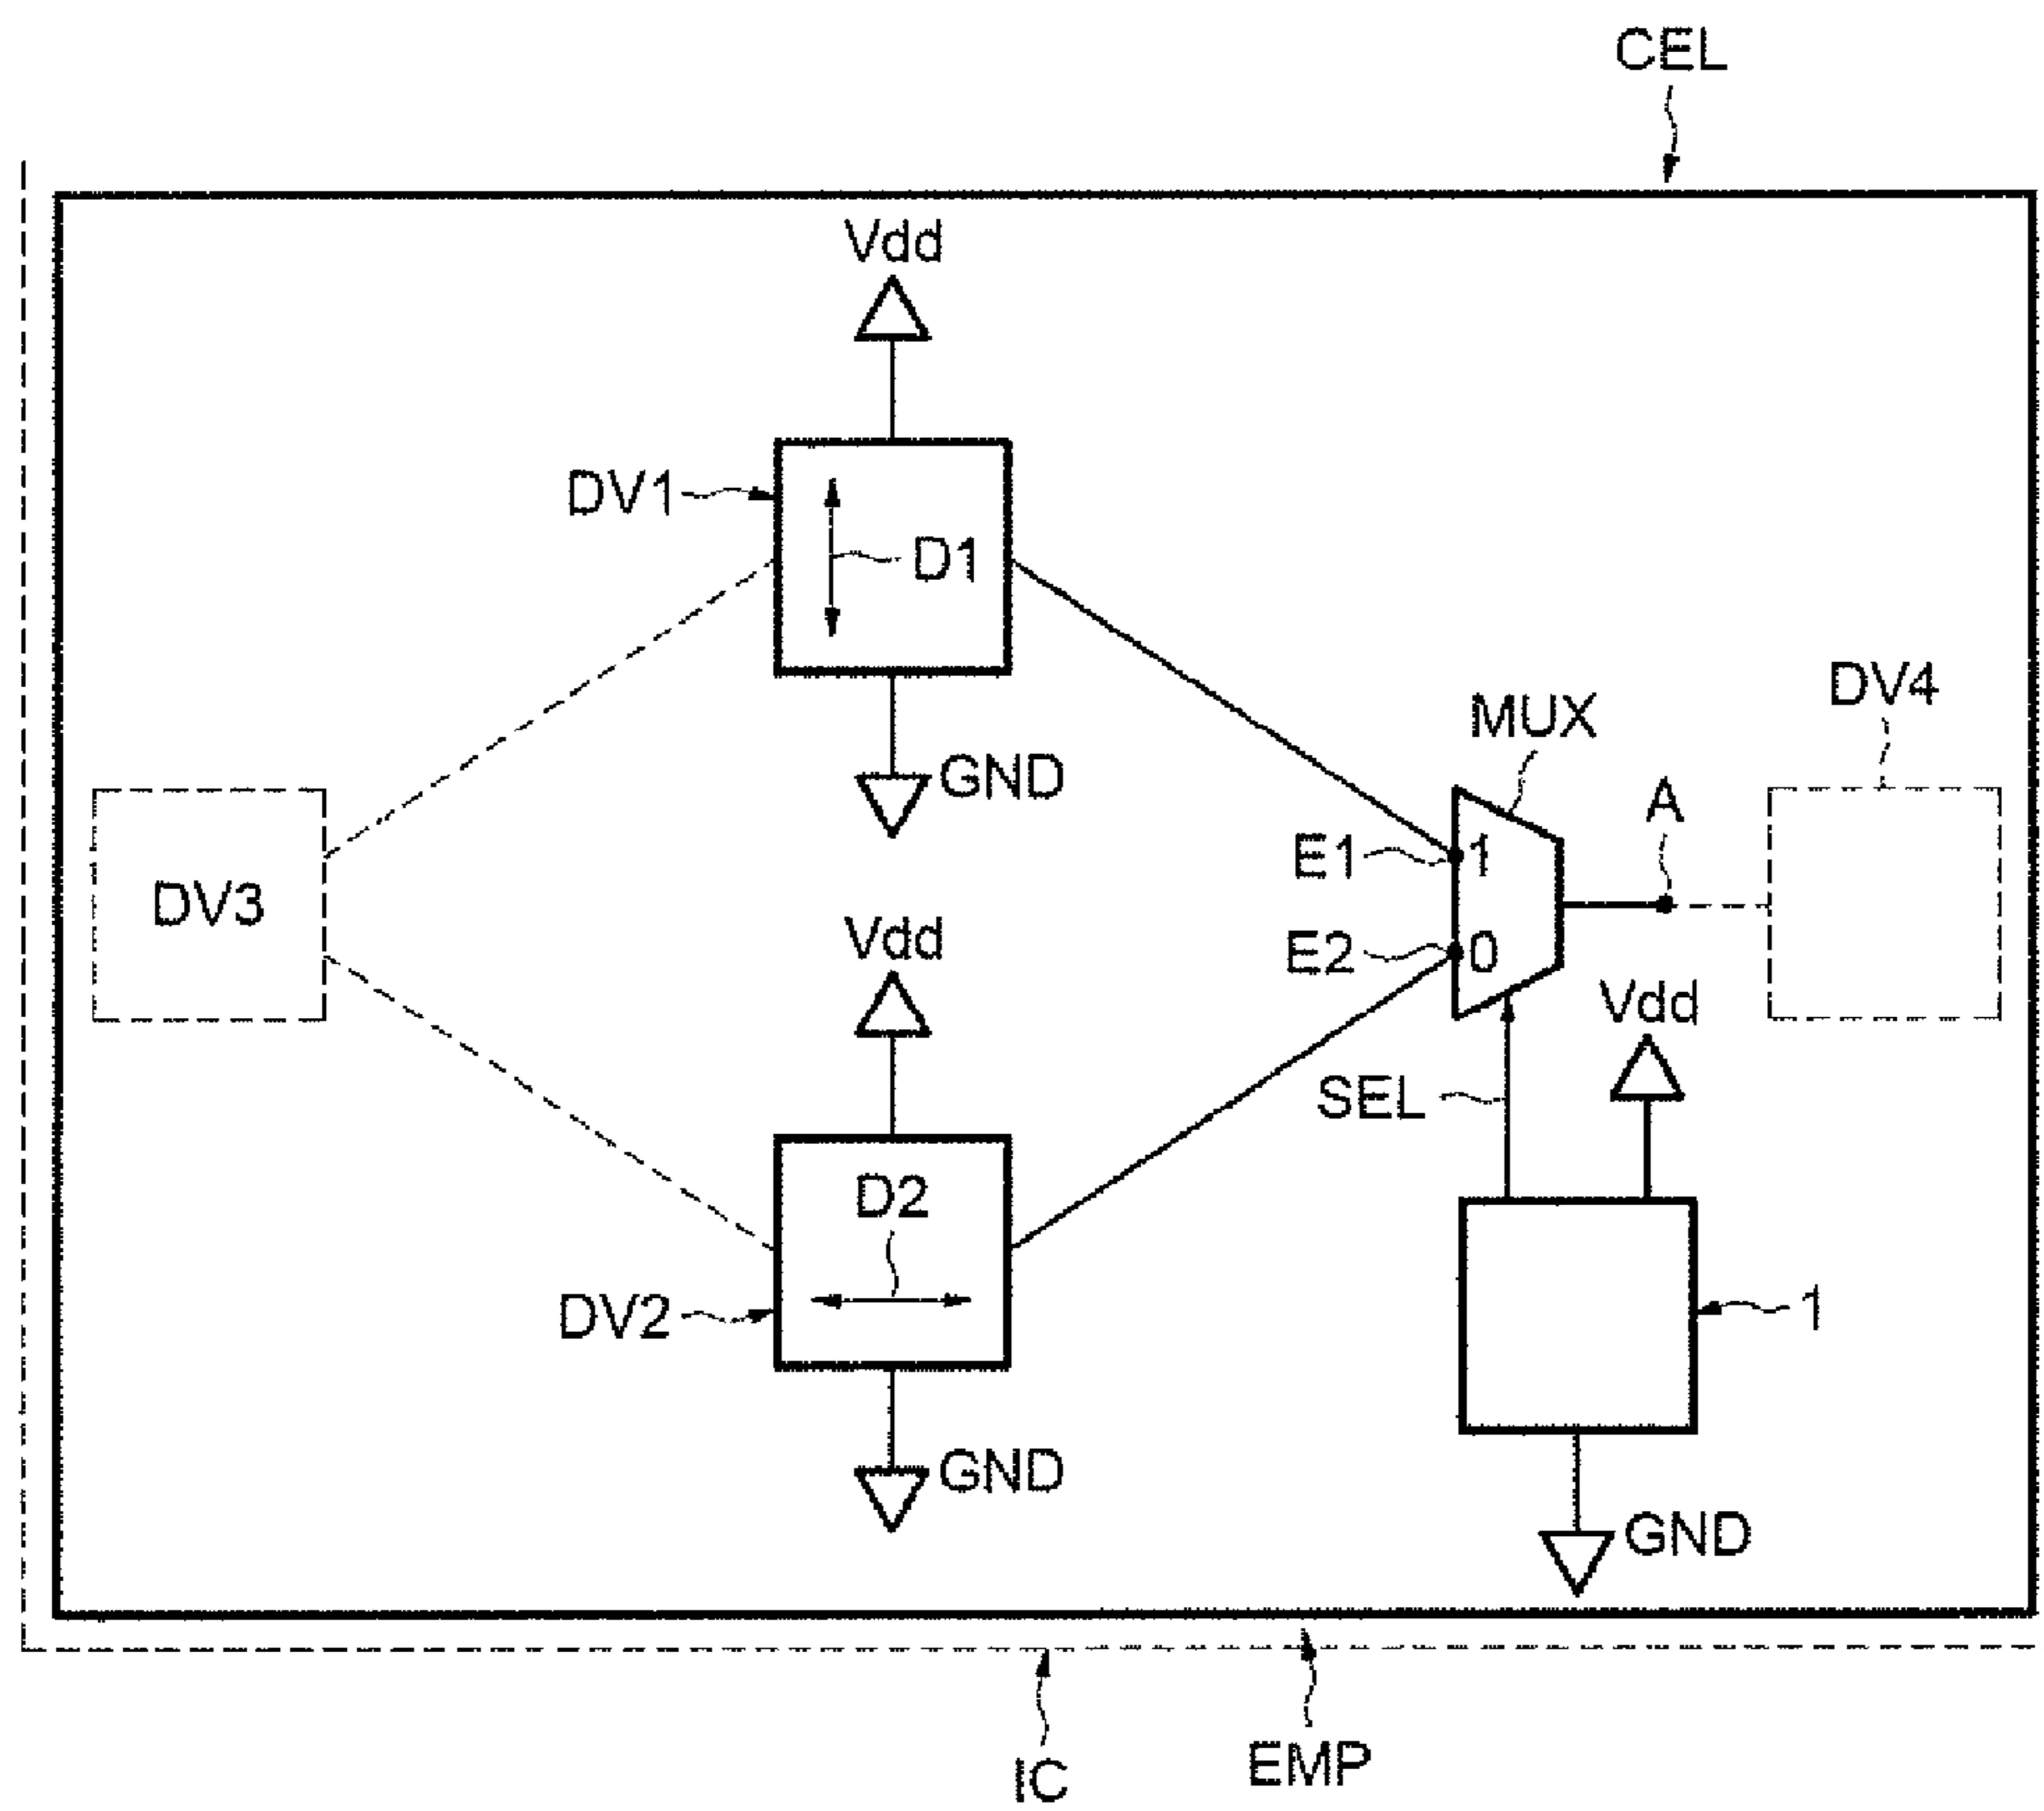 CEL
Vdd
DV1
D1
GND
DV4
MUX
A
E1
1
DV3
E2
0
Vdd
Vdd
SEL
D2
DV2
1
GND
GND
IC
EMP